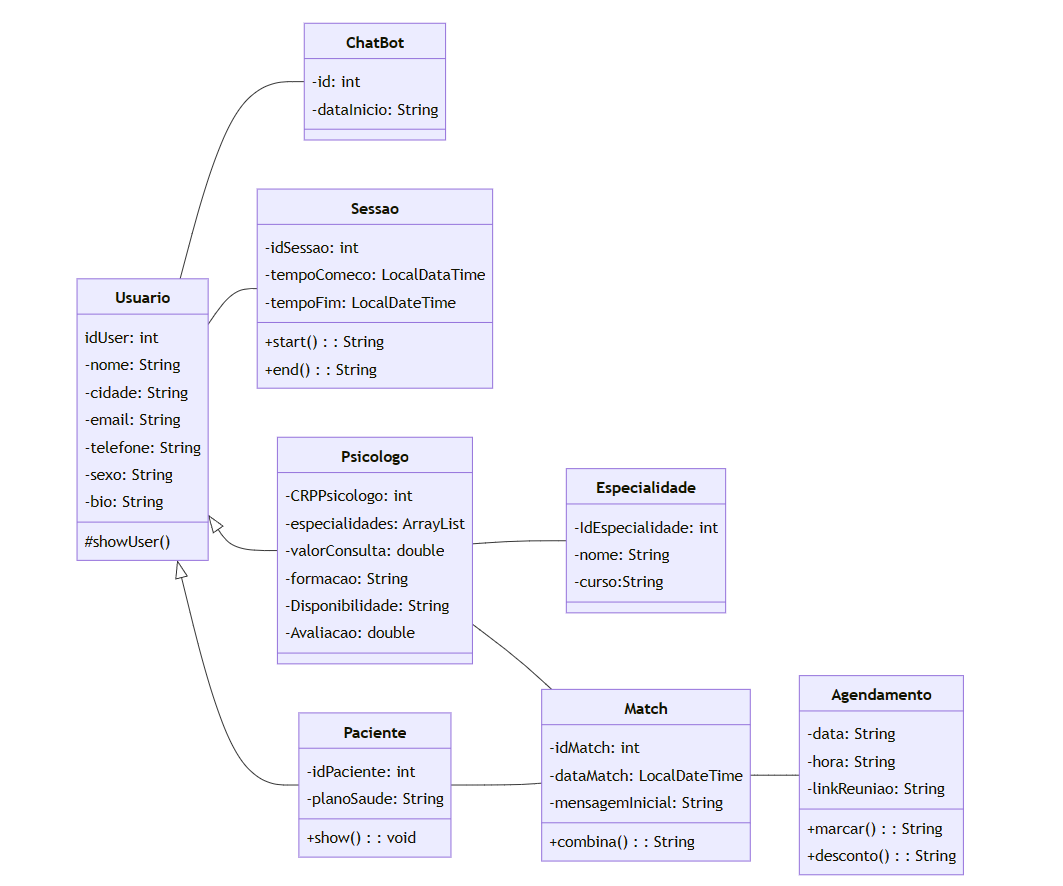 ChatBot
-id: int
-dataInicio: String
Sessao
-idSessao: int
-tempoComeco: LocalDataTime
-tempoFim: LocalDateTime
+start() : : String
+end() : : String
Usuario
idUser: int
-nome: String
-cidade: String
-email: String
-telefone: String
-sexo: String
-bio: String
#showUser()
Psicologo
-CRPPsicologo: int
-especialidades: ArrayList
-valorConsulta: double
-formacao: String
-Disponibilidade: String
-Avaliacao: double
Especialidade
-IdEspecialidade: int
-nome: String
-curso:String
Paciente
-idPaciente: int
-planoSaude: String
+show() : : void
Match
-idMatch: int
-dataMatch: LocalDateTime
-mensagemInicial: String
+combina() : : String
Agendamento
-data: String
-hora: String
-linkReuniao: String
+marcar() : : String
+desconto() : : String